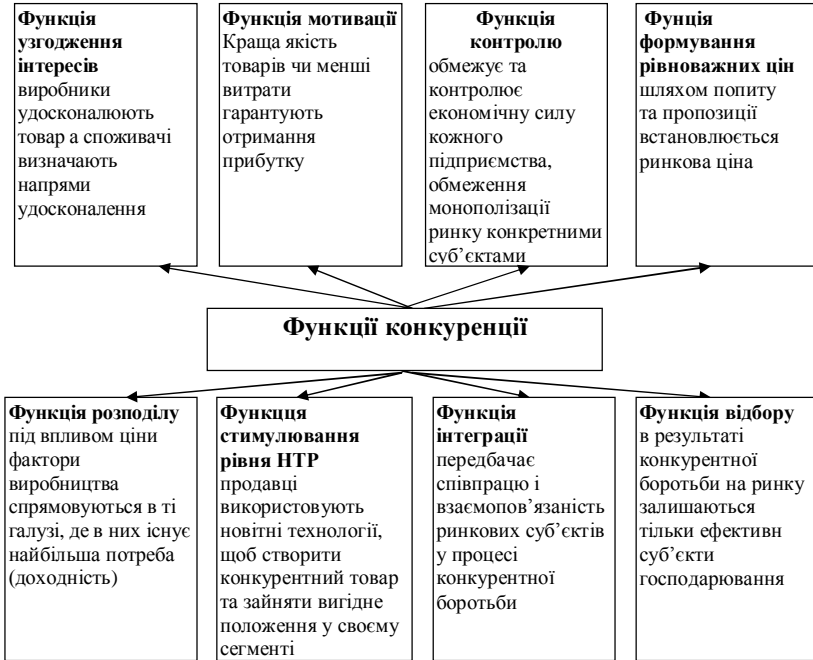 Функція
узгодження
інтересів
виробники
удосконалюють
товар а споживачі
визначають
напрями
удосконалення
Функція мотивації
Краща якість
товарів чи менші
витрати
гарантують
отримання
прибутку
Функція
контролю
обмежує та
контролює
економічну силу
кожного
підприємства,
обмеження
монополізації
ринку конкретними
суб’єктами
Фунція
формування
рівноважних цін
шляхом попиту
та пропозиції
встановлюється
ринкова ціна
Функції конкуренції
Функція розподілу
під впливом ціни
фактори
виробництва
спрямовуються в ті
галузі, де в них існує
найбільша потреба
(доходність)
Функцця
стимулювання
рівня НТР
продавці
використовують
новітні технології,
щоб створити
конкурентний товар
та зайняти вигідне
положення у своєму
сегменті
Функція
інтеграції
передбачає
співпрацю і
взаємопов’язаність
ринкових суб’єктів
у процесі
конкурентної
боротьби
Функція відбору
в результаті
конкурентної
боротьби на ринку
залишаються
тільки ефективн
суб’єкти
господарювання